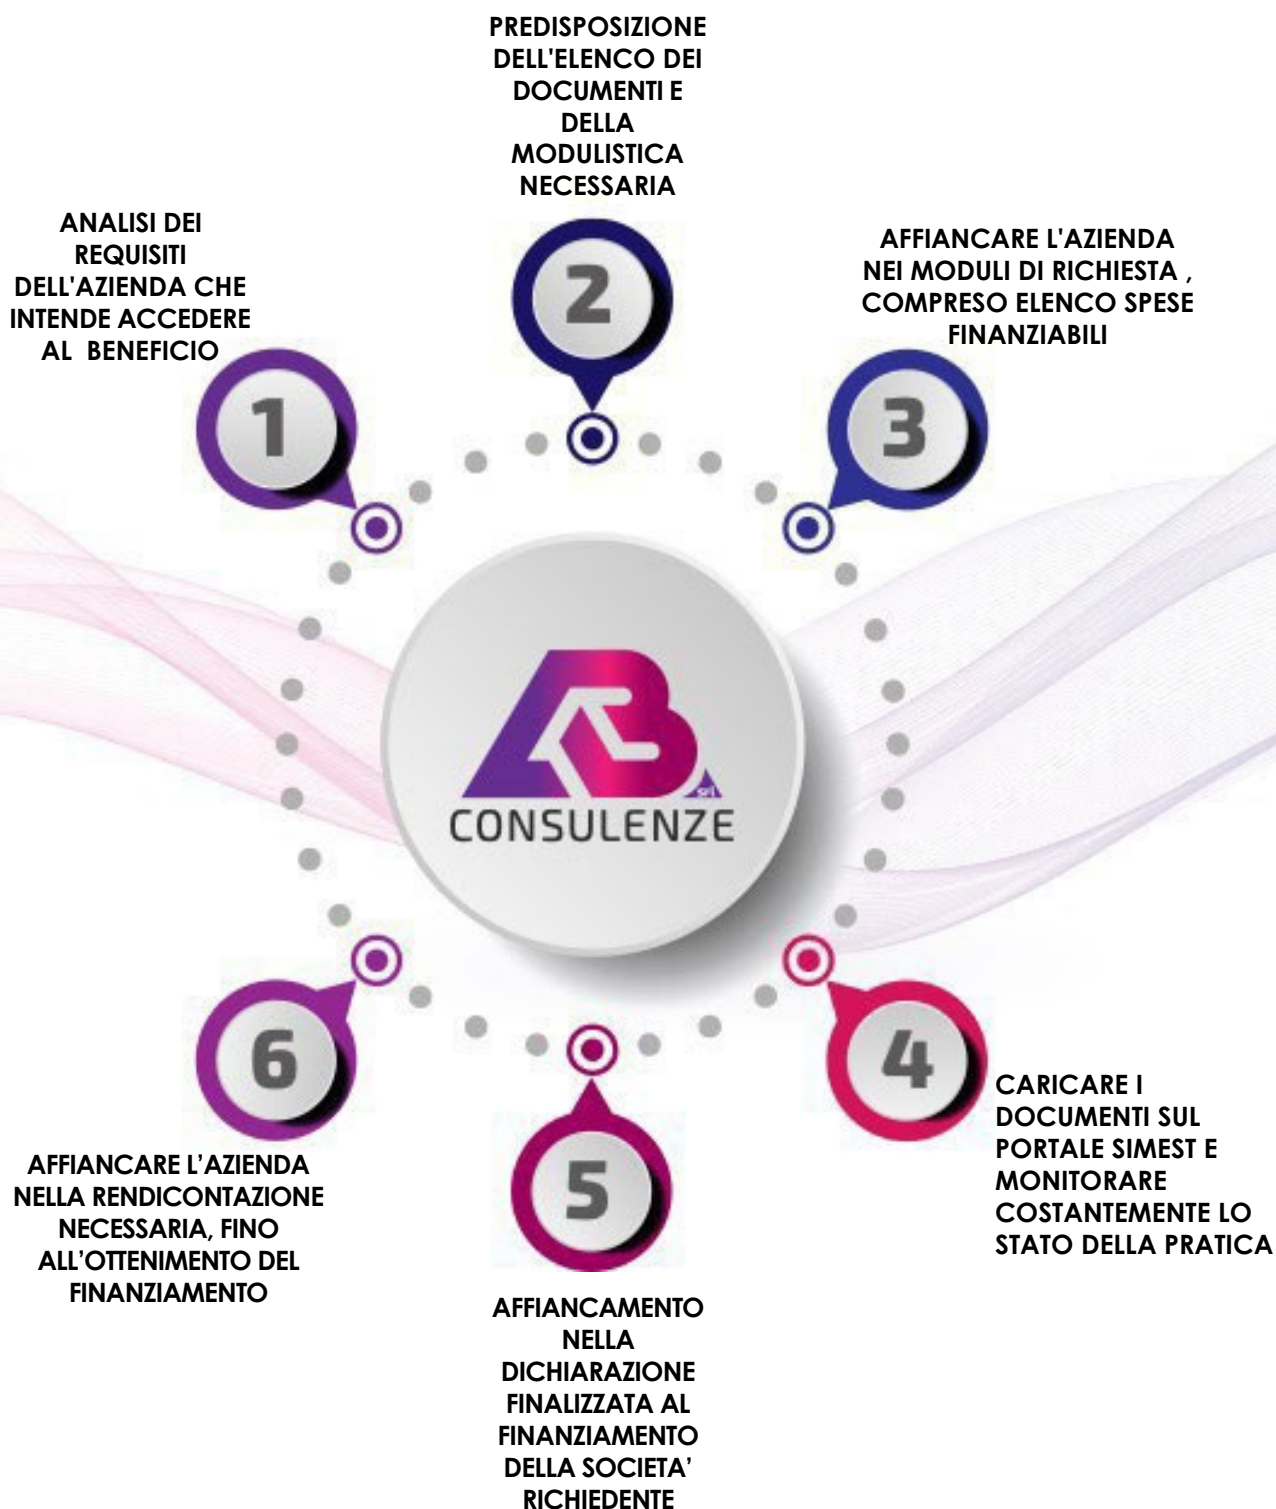 ANALISI DEI
REQUISITI
DELL'AZIENDA CHE
INTENDE ACCEDERE
AL BENEFICIO
1
PREDISPOSIZIONE
DELL'ELENCO DEI
DOCUMENTI E
DELLA
MODULISTICA
NECESSARIA
2
AFFIANCARE L'AZIENDA
NEI MODULI DI RICHIESTA ,
COMPRESO ELENCO SPESE
FINANZIABILI
3
AB
srl
CONSULENZE
4
CARICARE I
DOCUMENTI SUL
PORTALE SIMEST E
MONITORARE
COSTANTEMENTE LO
STATO DELLA PRATICA
5
AFFIANCAMENTO
NELLA
DICHIARAZIONE
FINALIZZATA AL
FINANZIAMENTO
DELLA SOCIETA’
RICHIEDENTE
6
AFFIANCARE L’AZIENDA
NELLA RENDICONTAZIONE
NECESSARIA, FINO
ALL’OTTENIMENTO DEL
FINANZIAMENTO